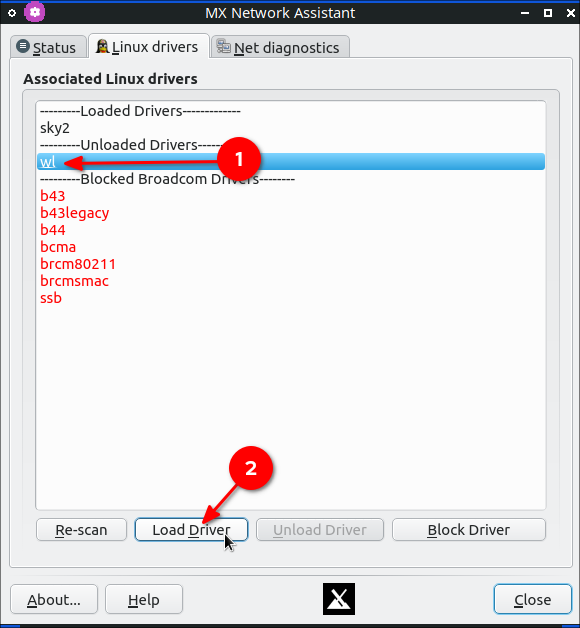 MX Network Assistant
Status
Linux drivers
Net diagnostics
Associated Linux drivers
---------Loaded Drivers-------------
sky2
---------Unloaded Drivers------
wl
1
---------Blocked Broadcom Drivers--------
b43
b43legacy
b44
bcma
brcm80211
brcmsmac
ssb
2
Re-scan
Load Driver
Unload Driver
Block Driver
About...
Help
Close